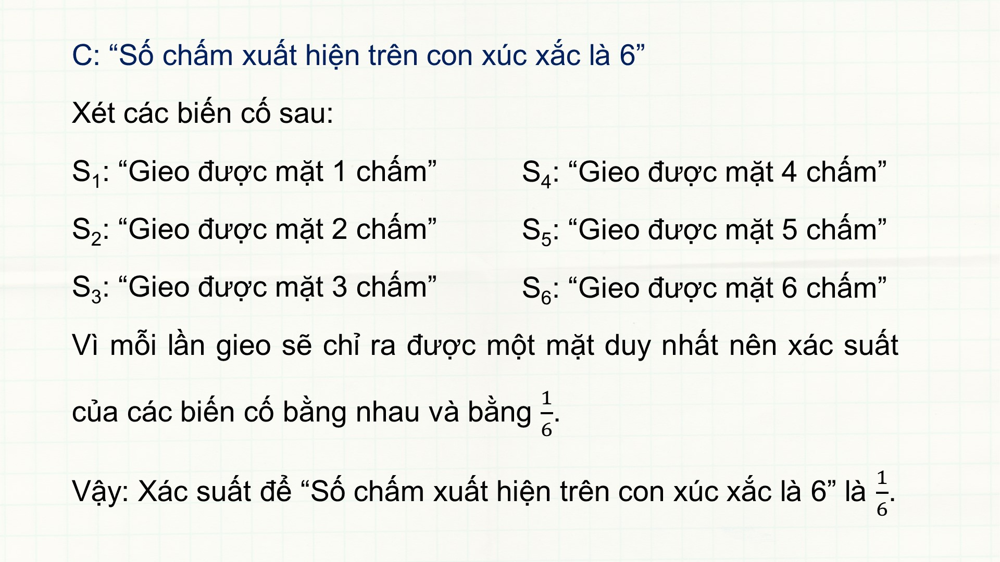 C: “Số chấm xuất hiện trên con xúc xắc là 6”
Xét các biến cố sau:
S₁: “Gieo được mặt 1 chấm”
S₂: “Gieo được mặt 2 chấm”
S₃: “Gieo được mặt 3 chấm”
S₄: “Gieo được mặt 4 chấm”
S₅: “Gieo được mặt 5 chấm”
S₆: “Gieo được mặt 6 chấm”
Vì mỗi lần gieo sẽ chỉ ra được một mặt duy nhất nên xác suất
của các biến cố bằng nhau và bằng 1/6.
Vậy: Xác suất để “Số chấm xuất hiện trên con xúc xắc là 6” là 1/6.